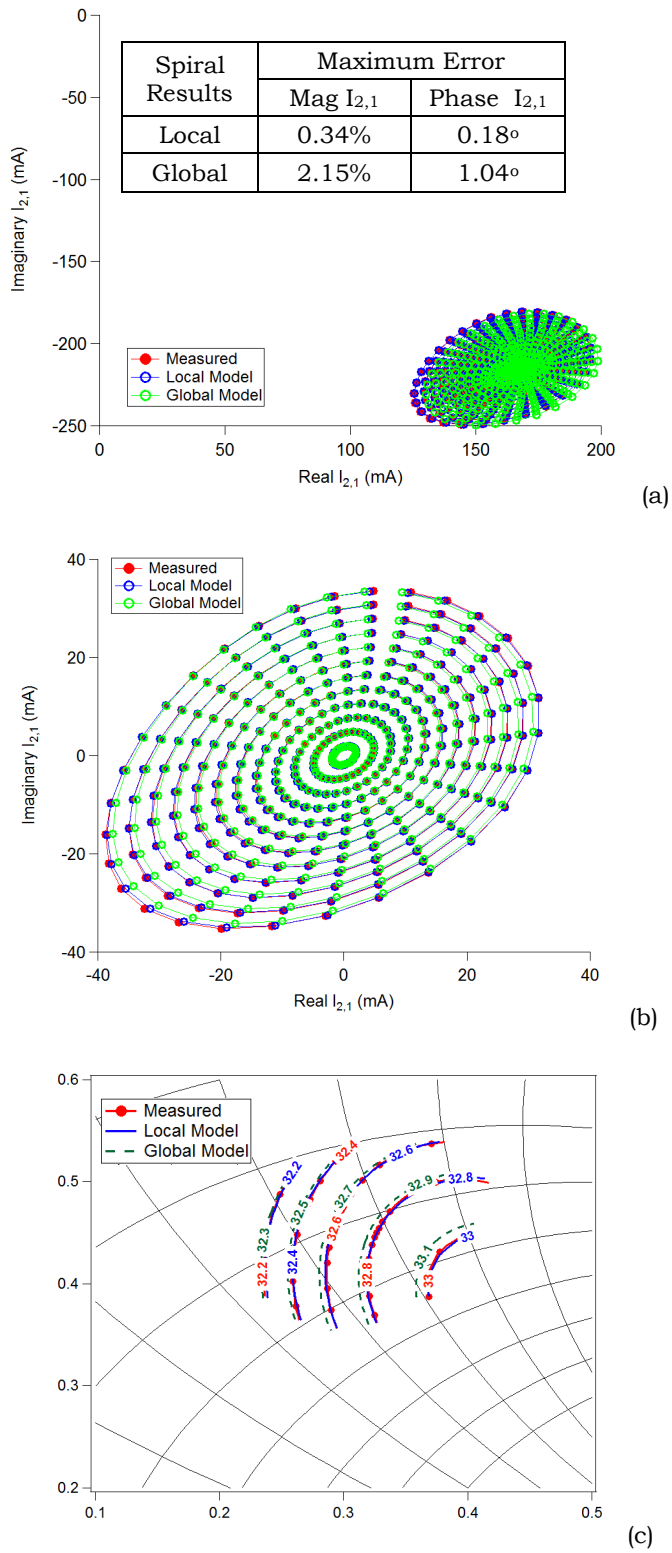 0
-50
-100
-150
-200
-250
Imaginary I2,1 (mA)
Spiral Results
Maximum Error
Mag I2,1
Phase I2,1
Local
0.34%
0.18o
Global
2.15%
1.04o
Measured
Local Model
Global Model
0
50
100
150
200
Real I2,1 (mA)
(a)
40
20
0
-20
-40
Imaginary I2,1 (mA)
Measured
Local Model
Global Model
-40
-20
0
20
40
Real I2,1 (mA)
(b)
0.6
0.5
0.4
0.3
0.2
Measured
Local Model
Global Model
32.2
32.3
32.2
32.4
32.5
32.4
32.6
32.7
32.6
32.8
32.9
32.8
33
33.1
33
0.1
0.2
0.3
0.4
0.5
(c)